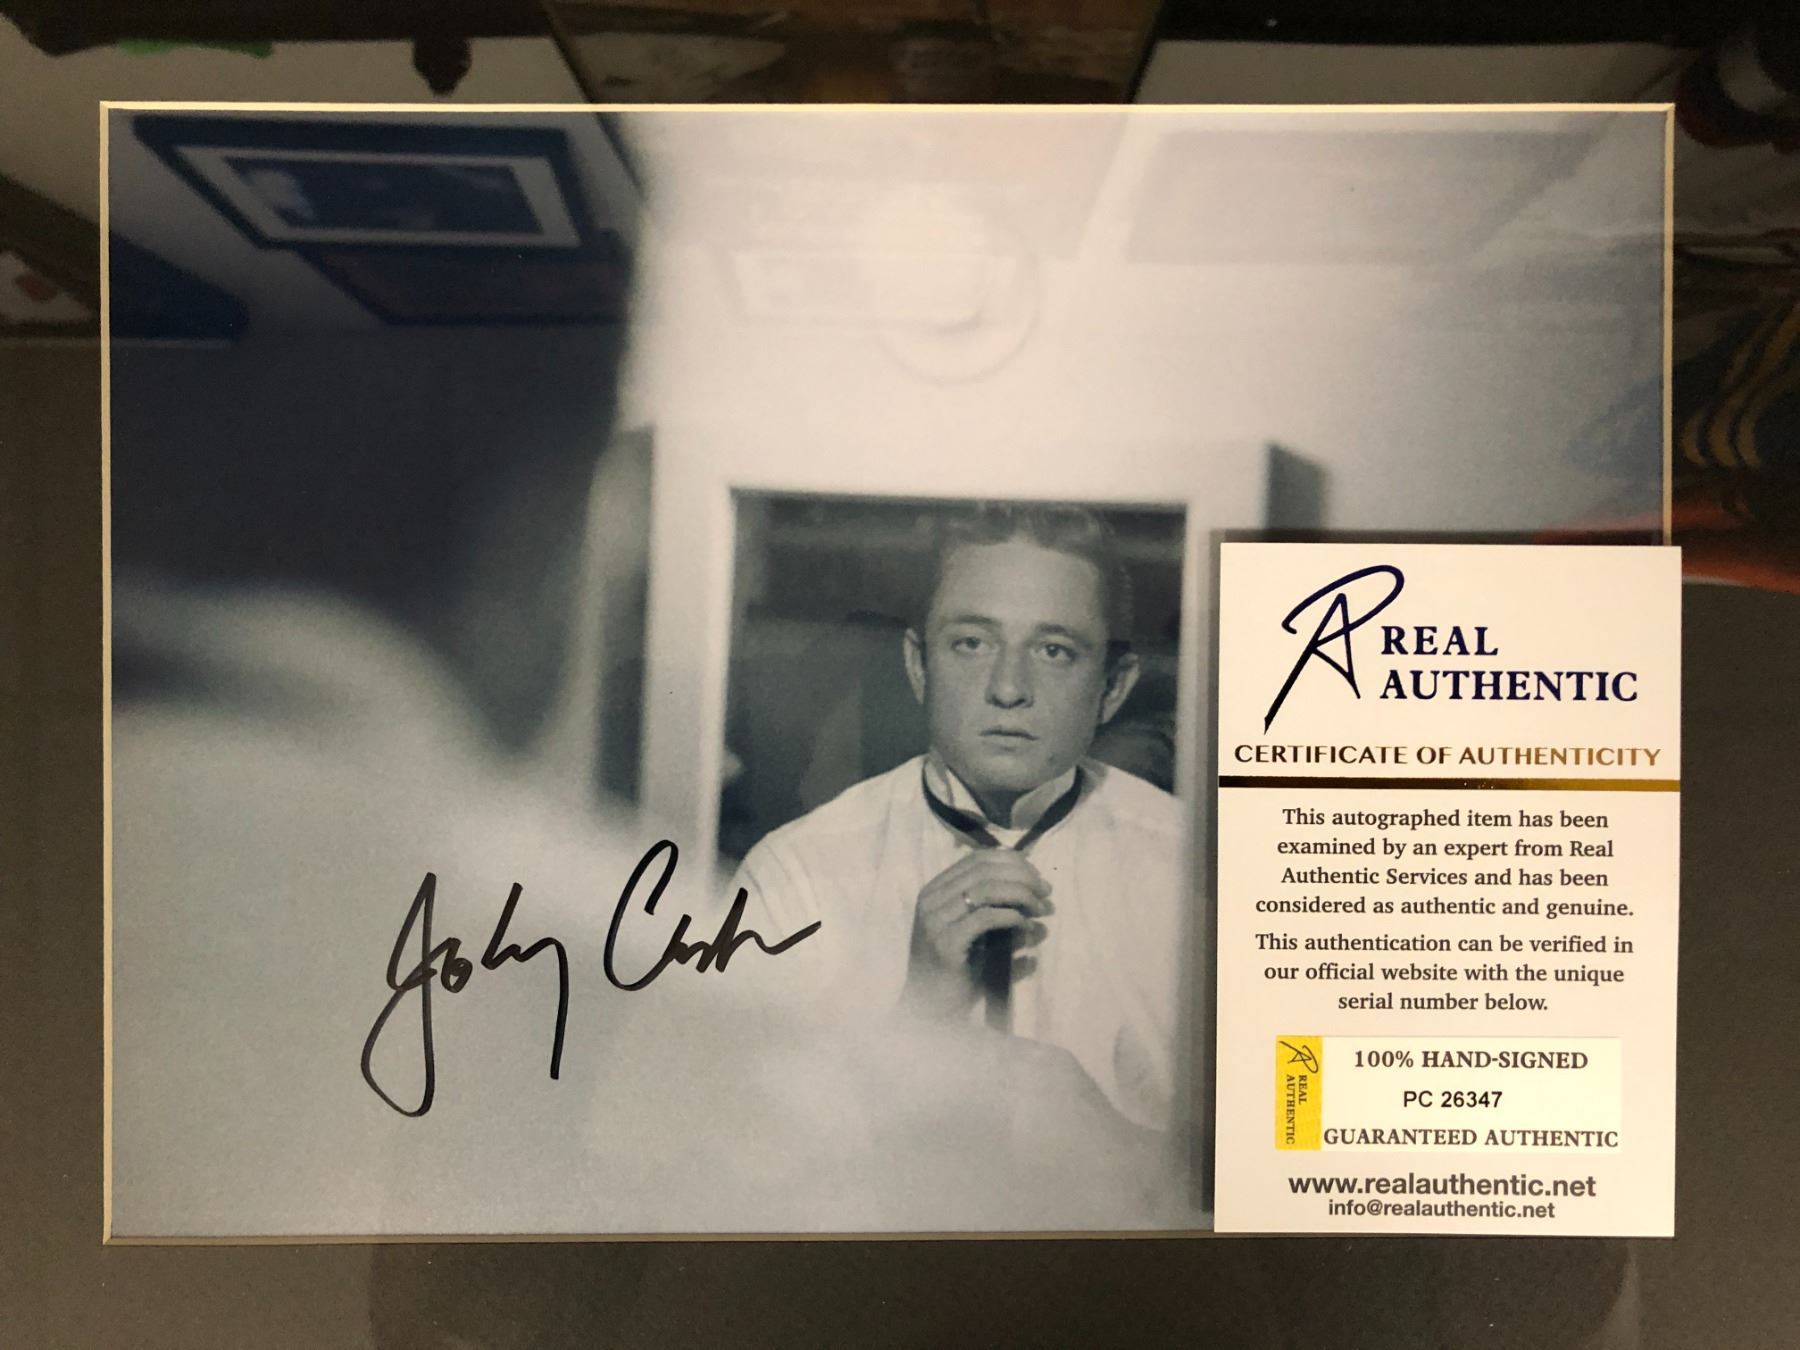 Johnny Cash
REAL
AUTHENTIC
CERTIFICATE OF AUTHENTICITY
This autographed item has been
examined by an expert from Real
Authentic Services and has been
considered as authentic and genuine.
This authentication can be verified in
our official website with the unique
serial number below.
REAL
AUTHENTIC
100% HAND-SIGNED
PC 26347
GUARANTEED AUTHENTIC
www.realauthentic.net
info@realauthentic.net